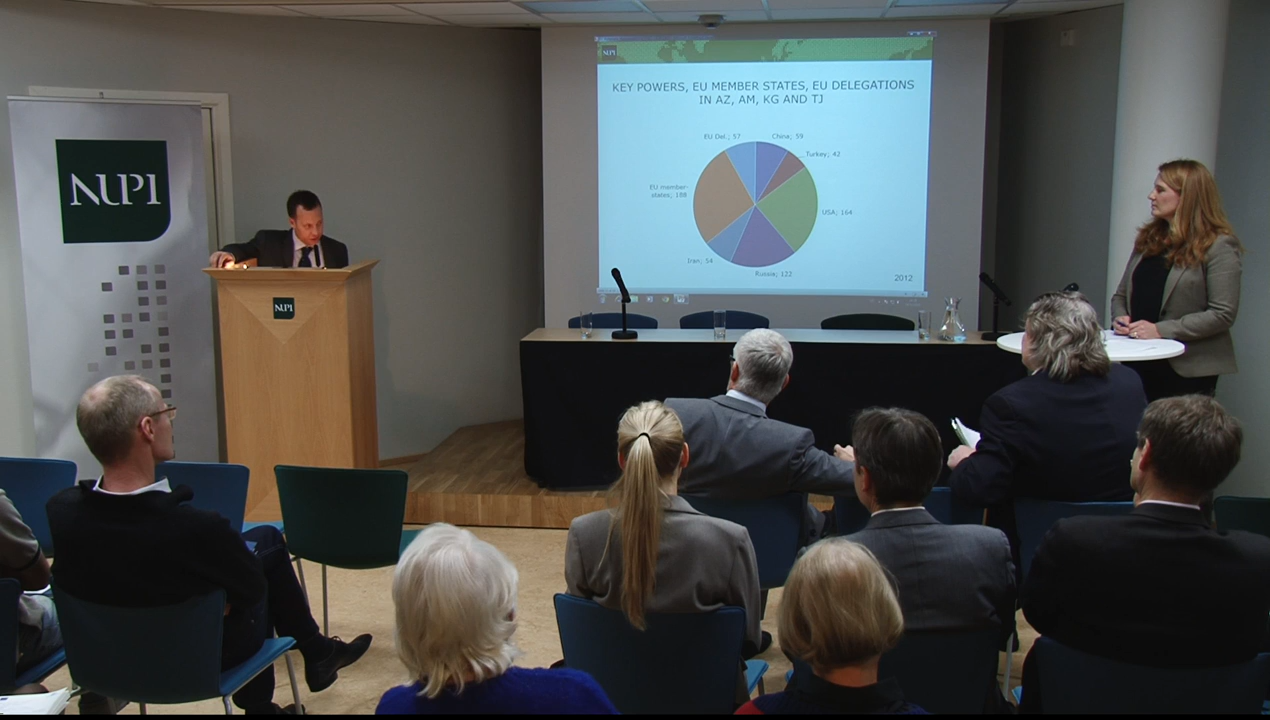 NUPI
NUPI
NUPI
KEY POWERS, EU MEMBER STATES, EU DELEGATIONS
IN AZ, AM, KG AND TJ
EU Del.; 57
China; 59
Turkey; 42
EU member
states; 188
USA; 164
Iran; 54
Russia; 122
2012